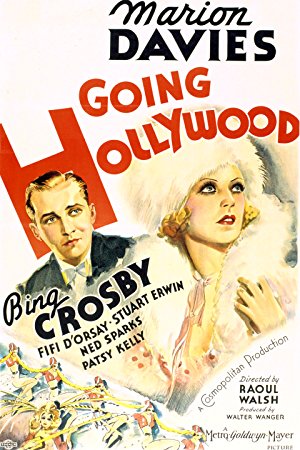 Marion
DAVIES
GOING
HOLLYWOOD
Bing
CROSBY
FIFI D'ORSAY · STUART ERWIN
NED SPARKS
PATSY KELLY
A Cosmopolitan Production
Directed by
RAOUL
WALSH
Produced by
WALTER WANGER
A
Metro-Goldwyn-Mayer
PICTURE